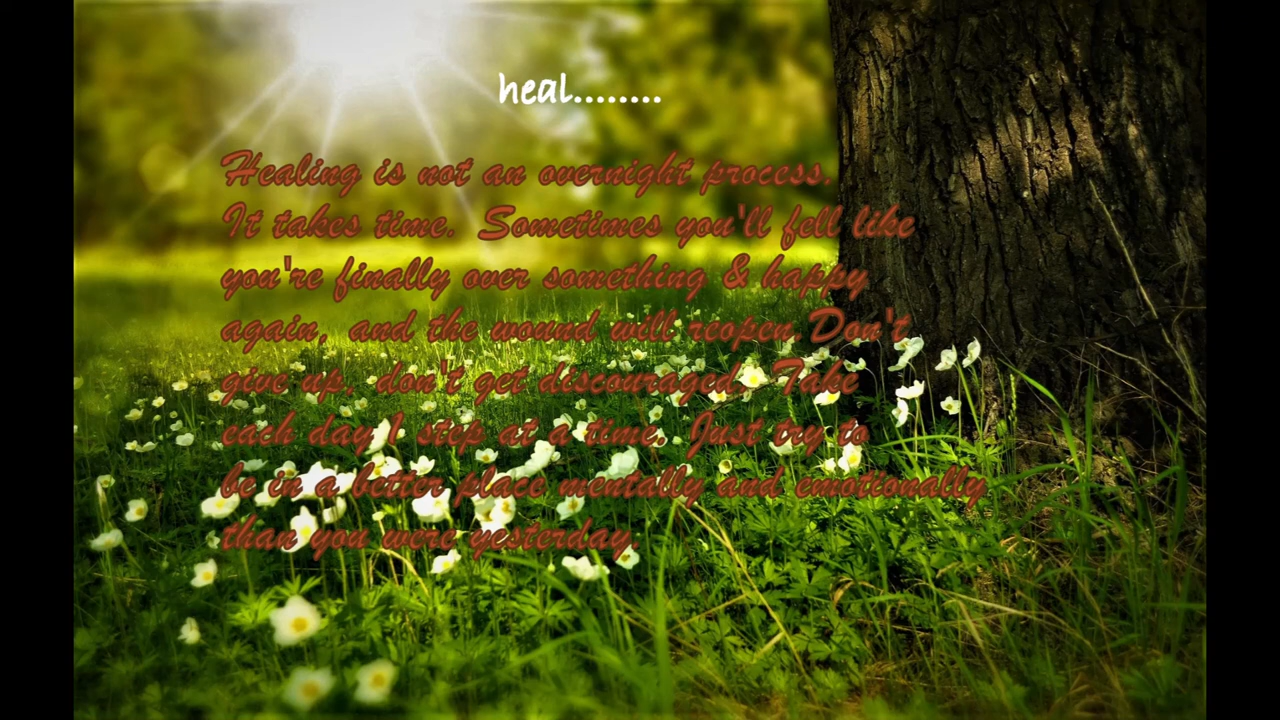 heal........
Healing is not an overnight process.
It takes time. Sometimes you'll fell like
you're finally over something & happy
again, and the wound will reopen.Don't
give up, don't get discouraged. Take
each day 1 step at a time. Just try to
be in a better place mentally and emotionally
than you were yesterday.